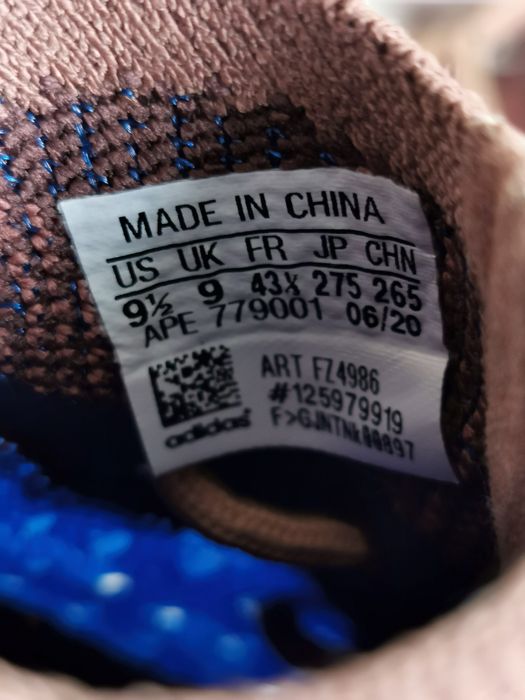 MADE IN CHINA
US UK FR JP CHN
9½ 9 43⅓ 275 265
APE 779001 06/20
ART FZ4986
#125979919
adidas